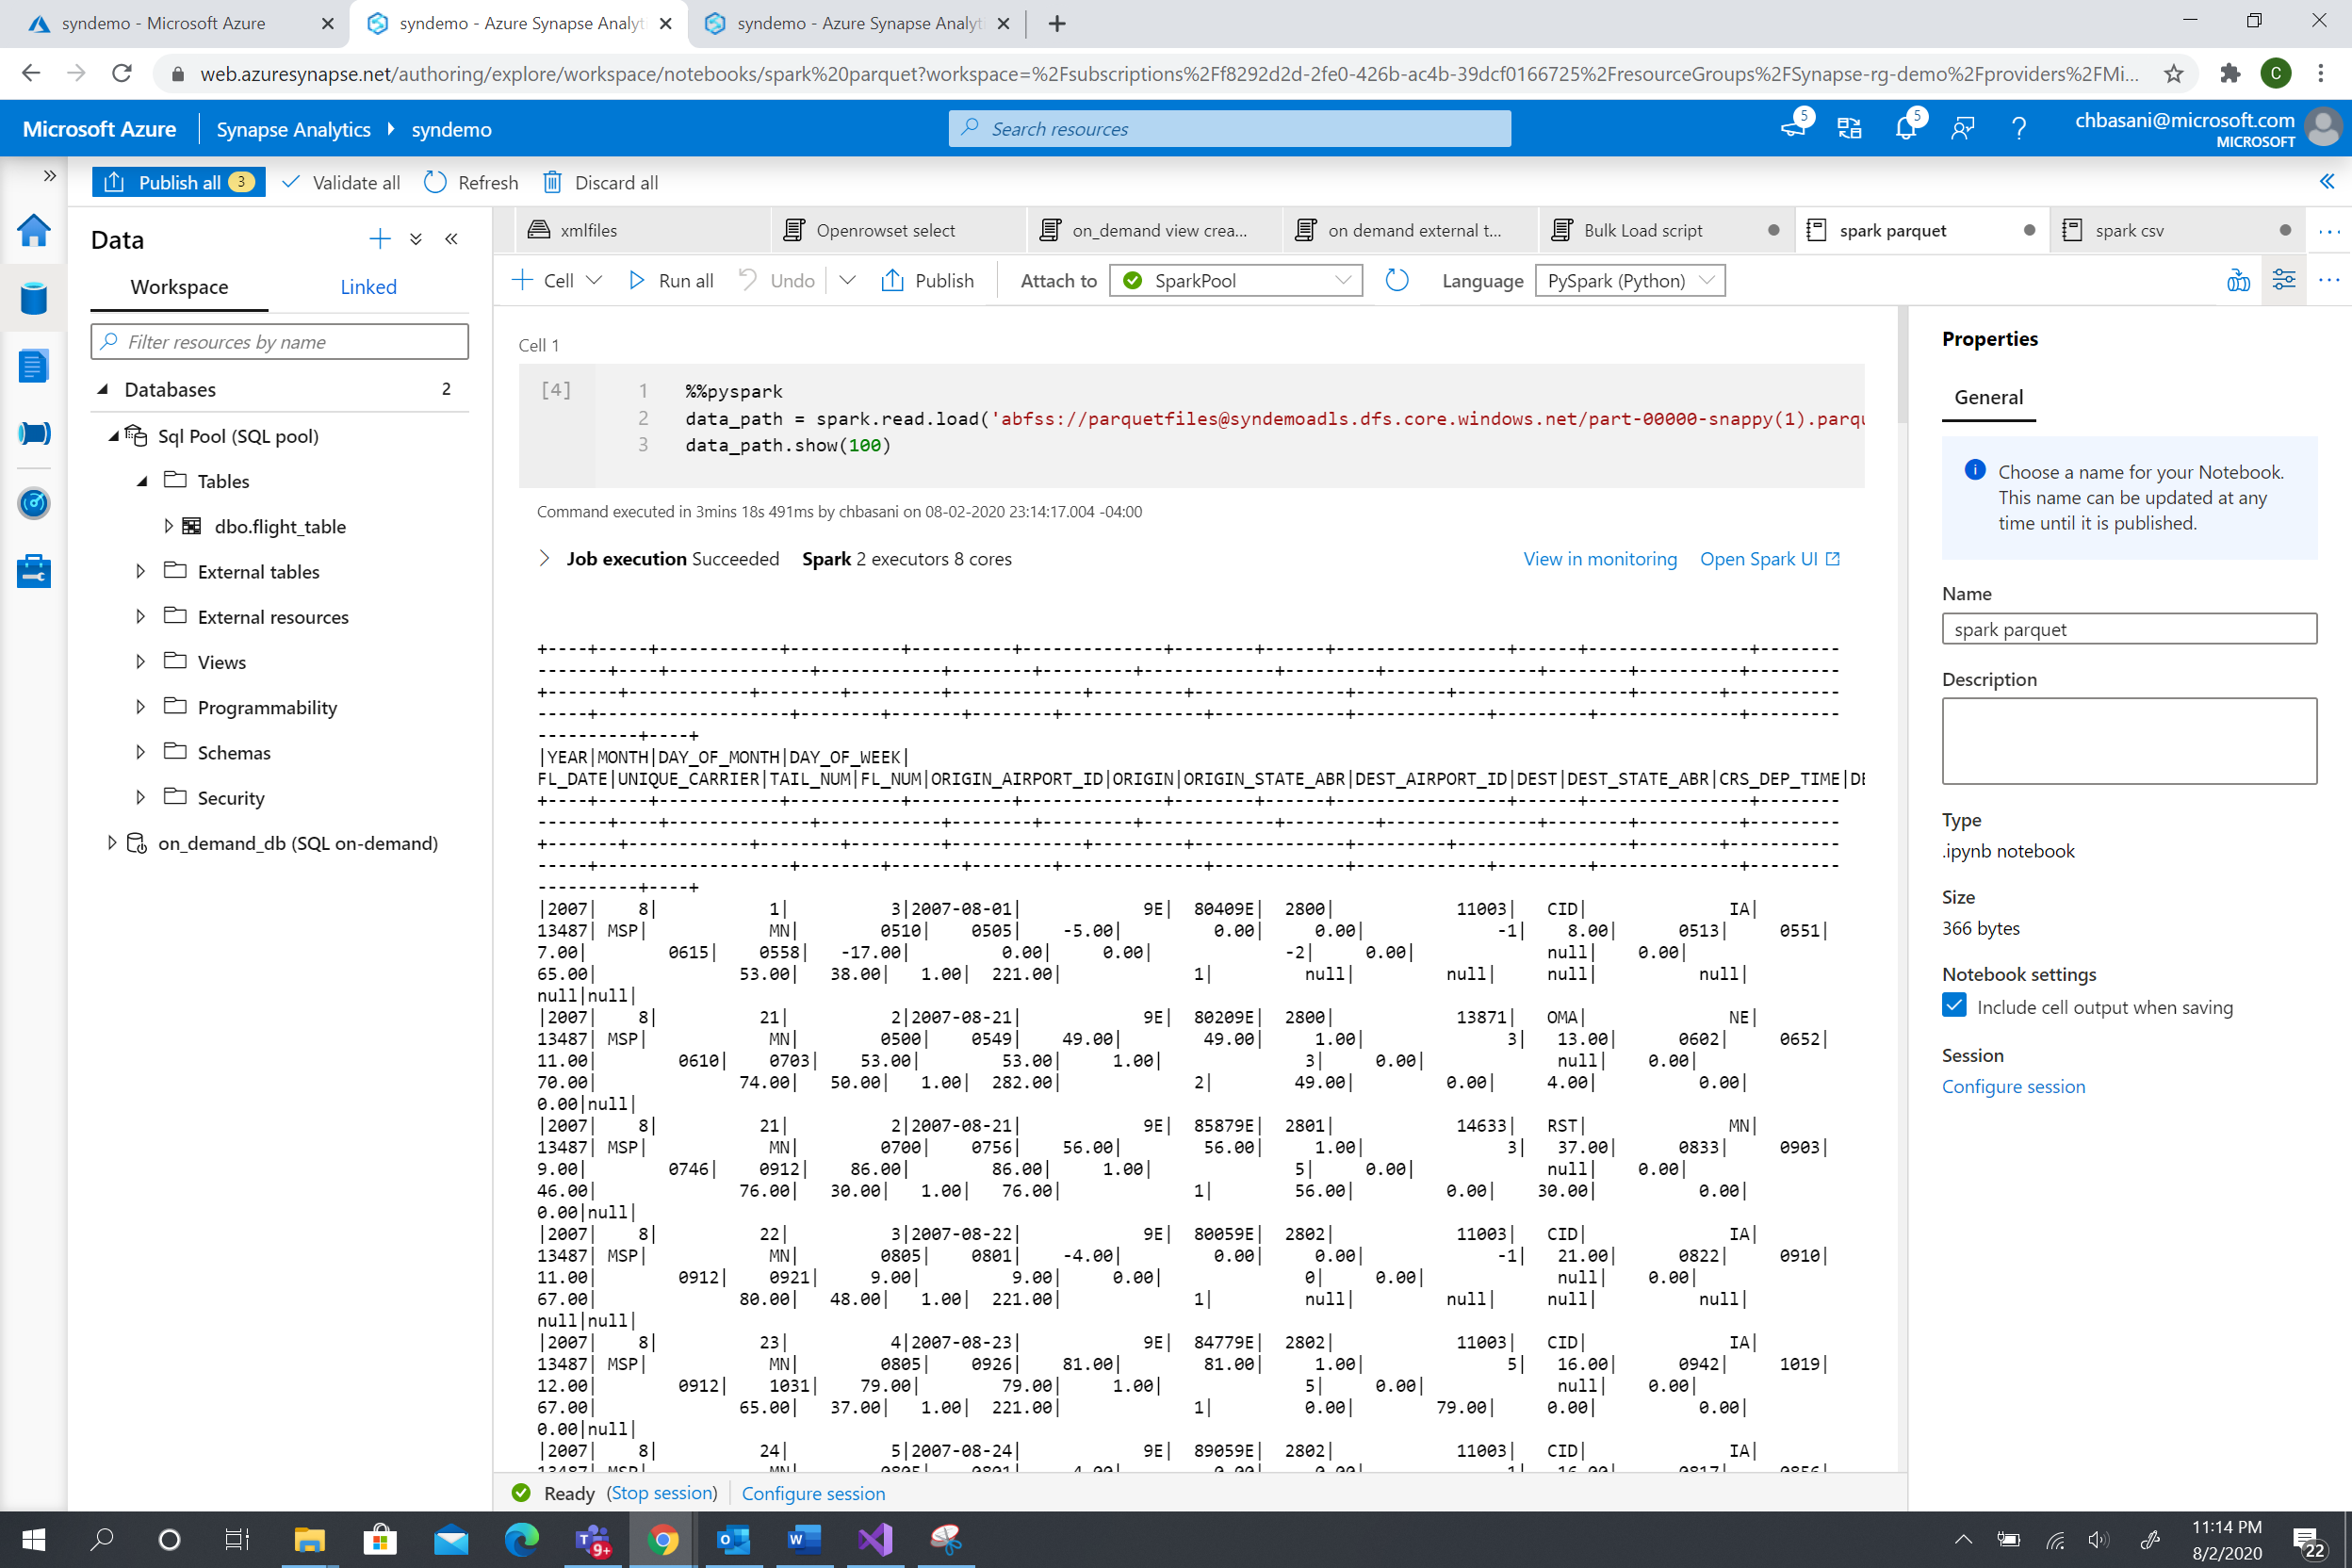 syndemo - Microsoft Azure
syndemo - Azure Synapse Analyt
syndemo - Azure Synapse Analyt
web.azuresynapse.net/authoring/explore/workspace/notebooks/spark%20parquet?workspace=%2Fsubscriptions%2Ff8292d2d-2fe0-426b-ac4b-39dcf0166725%2FresourceGroups%2FSynapse-rg-demo%2Fproviders%2FMi...
C
Microsoft Azure
Synapse Analytics
syndemo
Search resources
5
5
?
chbasani@microsoft.com
MICROSOFT
Publish all 3
Validate all
Refresh
Discard all
Data
Workspace
Linked
Filter resources by name
Databases 2
Sql Pool (SQL pool)
Tables
dbo.flight_table
External tables
External resources
Views
Programmability
Schemas
Security
on_demand_db (SQL on-demand)
xmlfiles
Openrowset select
on_demand view crea...
on demand external t...
Bulk Load script
spark parquet
spark csv
Cell
Run all
Undo
Publish
Attach to
SparkPool
Language
PySpark (Python)
Cell 1
[4]
1 %%pyspark
2 data_path = spark.read.load('abfss://parquetfiles@syndemoadls.dfs.core.windows.net/part-00000-snappy(1).parqu
3 data_path.show(100)
Command executed in 3mins 18s 491ms by chbasani on 08-02-2020 23:14:17.004 -04:00
Job execution Succeeded Spark 2 executors 8 cores
View in monitoring
Open Spark UI
|YEAR|MONTH|DAY_OF_MONTH|DAY_OF_WEEK|
FL_DATE|UNIQUE_CARRIER|TAIL_NUM|FL_NUM|ORIGIN_AIRPORT_ID|ORIGIN|ORIGIN_STATE_ABR|DEST_AIRPORT_ID|DEST|DEST_STATE_ABR|CRS_DEP_TIME|DE
|2007| 8| 1| 3|2007-08-01| 9E| 80409E| 2800| 11003| CID| IA|
13487| MSP| MN| 0510| 0505| -5.00| 0.00| 0.00| -1| 8.00| 0513| 0551|
7.00| 0615| 0558| -17.00| 0.00| 0.00| -2| 0.00| null| 0.00|
65.00| 53.00| 38.00| 1.00| 221.00| 1| null| null| null| null|
null|null|
|2007| 8| 21| 2|2007-08-21| 9E| 80209E| 2800| 13871| OMA| NE|
13487| MSP| MN| 0500| 0549| 49.00| 49.00| 1.00| 3| 13.00| 0602| 0652|
11.00| 0610| 0703| 53.00| 53.00| 1.00| 3| 0.00| null| 0.00|
70.00| 74.00| 50.00| 1.00| 282.00| 2| 49.00| 0.00| 4.00| 0.00|
0.00|null|
|2007| 8| 21| 2|2007-08-21| 9E| 85879E| 2801| 14633| RST| MN|
13487| MSP| MN| 0700| 0756| 56.00| 56.00| 1.00| 3| 37.00| 0833| 0903|
9.00| 0746| 0912| 86.00| 86.00| 1.00| 5| 0.00| null| 0.00|
46.00| 76.00| 30.00| 1.00| 76.00| 1| 56.00| 0.00| 30.00| 0.00|
0.00|null|
|2007| 8| 22| 3|2007-08-22| 9E| 80059E| 2802| 11003| CID| IA|
13487| MSP| MN| 0805| 0801| -4.00| 0.00| 0.00| -1| 21.00| 0822| 0910|
11.00| 0912| 0921| 9.00| 9.00| 0.00| 0| 0.00| null| 0.00|
67.00| 80.00| 48.00| 1.00| 221.00| 1| null| null| null| null|
null|null|
|2007| 8| 23| 4|2007-08-23| 9E| 84779E| 2802| 11003| CID| IA|
13487| MSP| MN| 0805| 0926| 81.00| 81.00| 1.00| 5| 16.00| 0942| 1019|
12.00| 0912| 1031| 79.00| 79.00| 1.00| 5| 0.00| null| 0.00|
67.00| 65.00| 37.00| 1.00| 221.00| 1| 0.00| 79.00| 0.00| 0.00|
0.00|null|
|2007| 8| 24| 5|2007-08-24| 9E| 89059E| 2802| 11003| CID| IA|
Ready (Stop session)
Configure session
Properties
General
Choose a name for your Notebook.
This name can be updated at any
time until it is published.
Name
spark parquet
Description
Type
.ipynb notebook
Size
366 bytes
Notebook settings
Include cell output when saving
Session
Configure session
9+
11:14 PM
8/2/2020
22